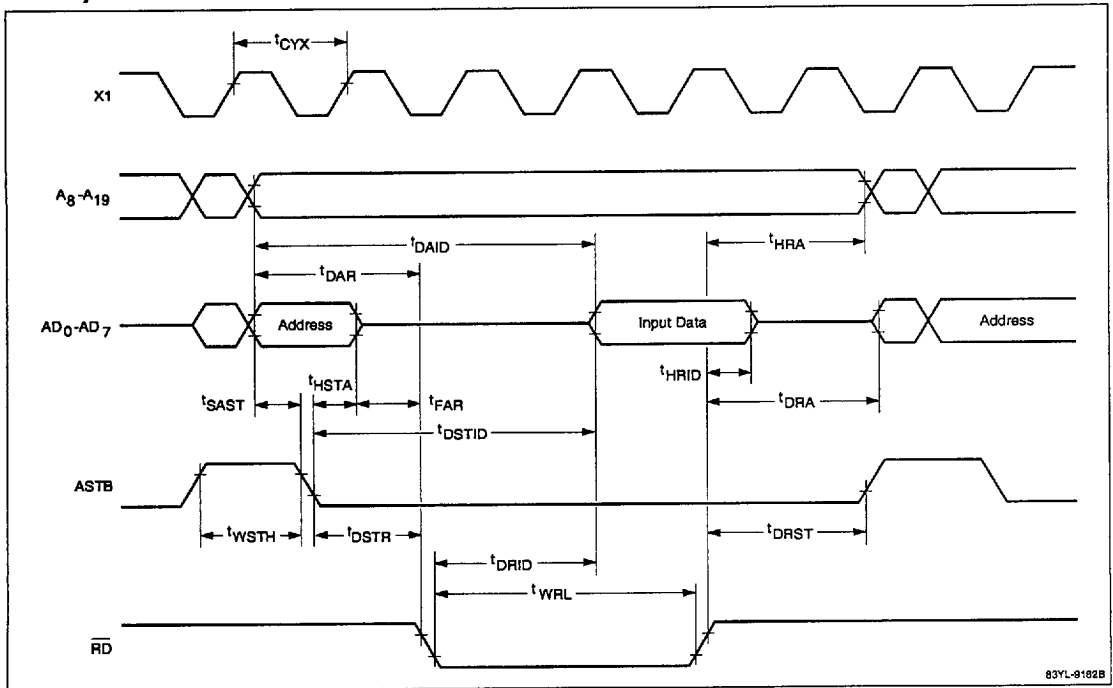 tCYX
X1
A8-A19
tDAID
tHRA
tDAR
AD0-AD7
Address
Input Data
Address
tHSTA
tHRID
tSAST
tFAR
tDRA
tDSTID
ASTB
tWSTH
tDSTR
tDRST
tDRID
tWRL
RD
83YL-9182B